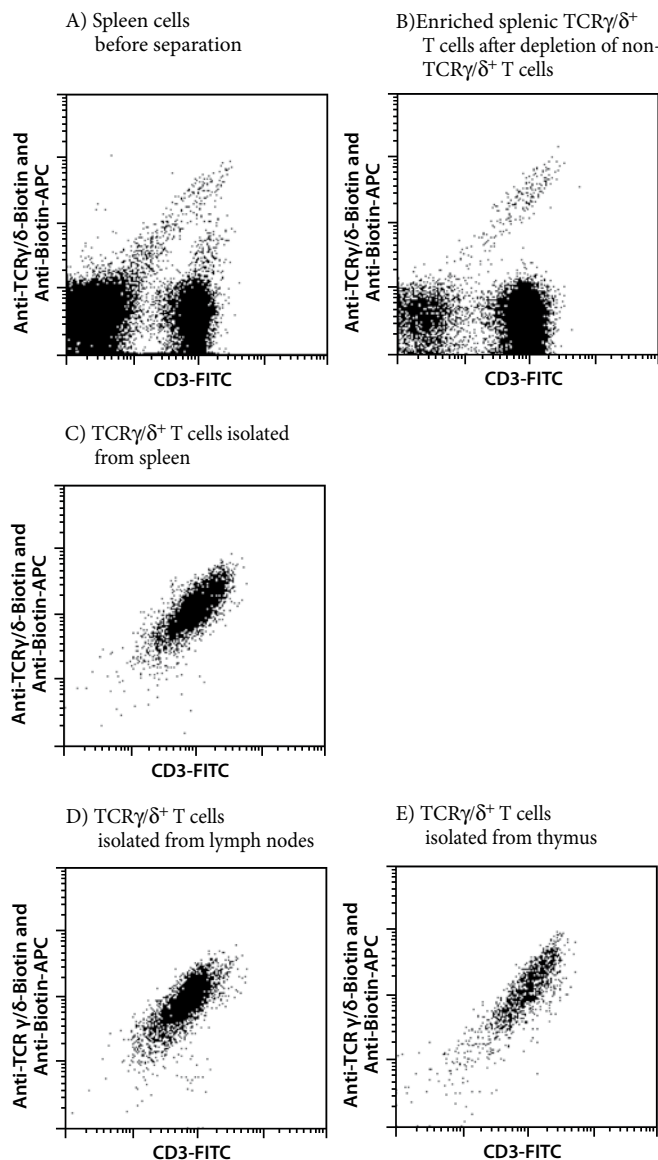 A) Spleen cells
before separation
Anti-TCRγ/δ-Biotin and
Anti-Biotin-APC
CD3-FITC
B)Enriched splenic TCRγ/δ+
T cells after depletion of non-
TCRγ/δ+ T cells
Anti-TCRγ/δ-Biotin and
Anti-Biotin-APC
CD3-FITC
C) TCRγ/δ+ T cells isolated
from spleen
Anti-TCRγ/δ-Biotin and
Anti-Biotin-APC
CD3-FITC
D) TCRγ/δ+ T cells
isolated from lymph nodes
Anti-TCR γ/δ-Biotin and
Anti-Biotin-APC
CD3-FITC
E) TCRγ/δ+ T cells
isolated from thymus
Anti-TCR γ/δ-Biotin and
Anti-Biotin-APC
CD3-FITC